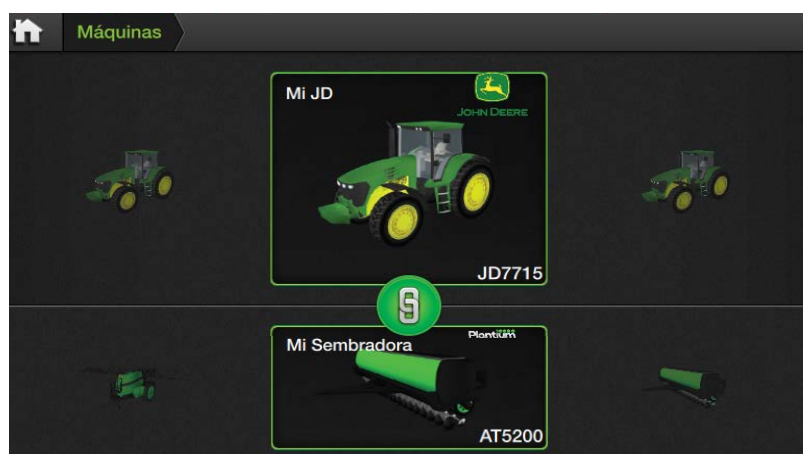 Máquinas
Mi JD
JOHN DEERE
JD7715
Mi Sembradora
Plantium
AT5200